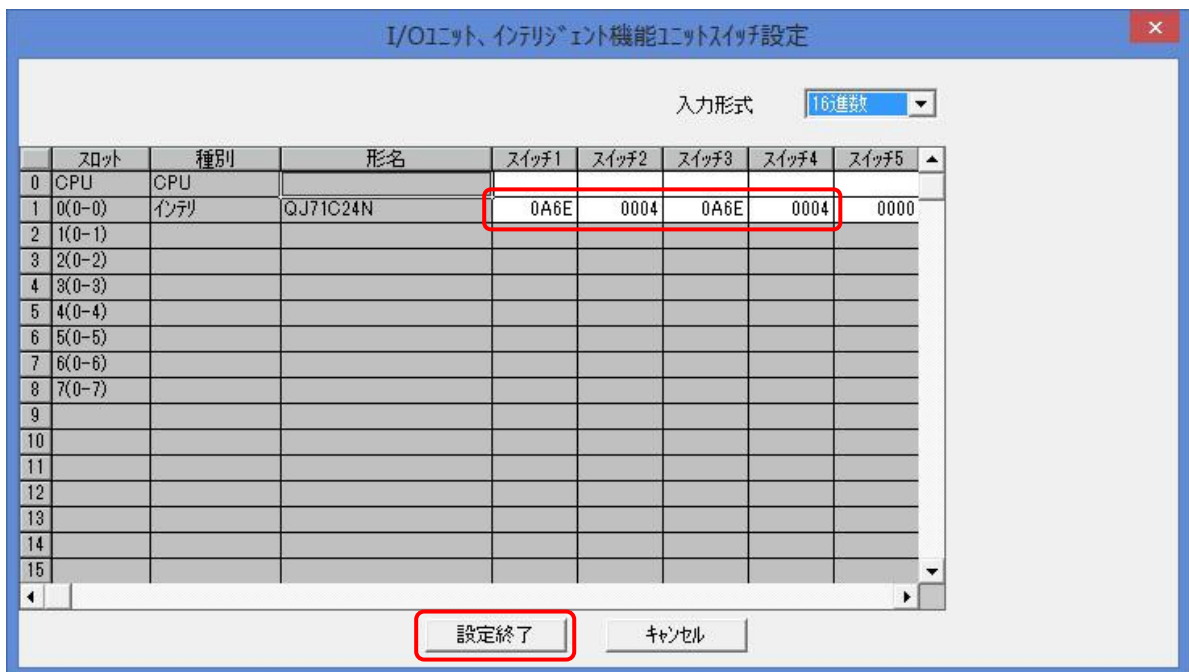 I/Oﾕﾆｯﾄ、ｲﾝﾃﾘｼﾞｪﾝﾄ機能ﾕﾆｯﾄｽｲｯﾁ設定
入力形式 16進数
ｽﾛｯﾄ 種別 形名 ｽｲｯﾁ1 ｽｲｯﾁ2 ｽｲｯﾁ3 ｽｲｯﾁ4 ｽｲｯﾁ5
0 CPU CPU
1 0(0-0) ｲﾝﾃﾘ QJ71C24N 0A6E 0004 0A6E 0004 0000
2 1(0-1)
3 2(0-2)
4 3(0-3)
5 4(0-4)
6 5(0-5)
7 6(0-6)
8 7(0-7)
9
10
11
12
13
14
15
設定終了 ｷｬﾝｾﾙ